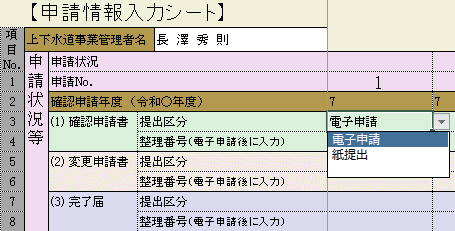 【申請情報入力シート】
項目No. 上下水道事業管理者名 長澤秀則
申請状況等
申請状況
1 申請No. 1
2 確認申請年度（令和〇年度） 7 7
3 (1) 確認申請書 提出区分 電子申請
4 整理番号(電子申請後に入力)
電子申請
紙提出
5 (2) 変更申請書 提出区分
6 整理番号(電子申請後に入力)
7 (3) 完了届 提出区分
8 整理番号(電子申請後に入力)